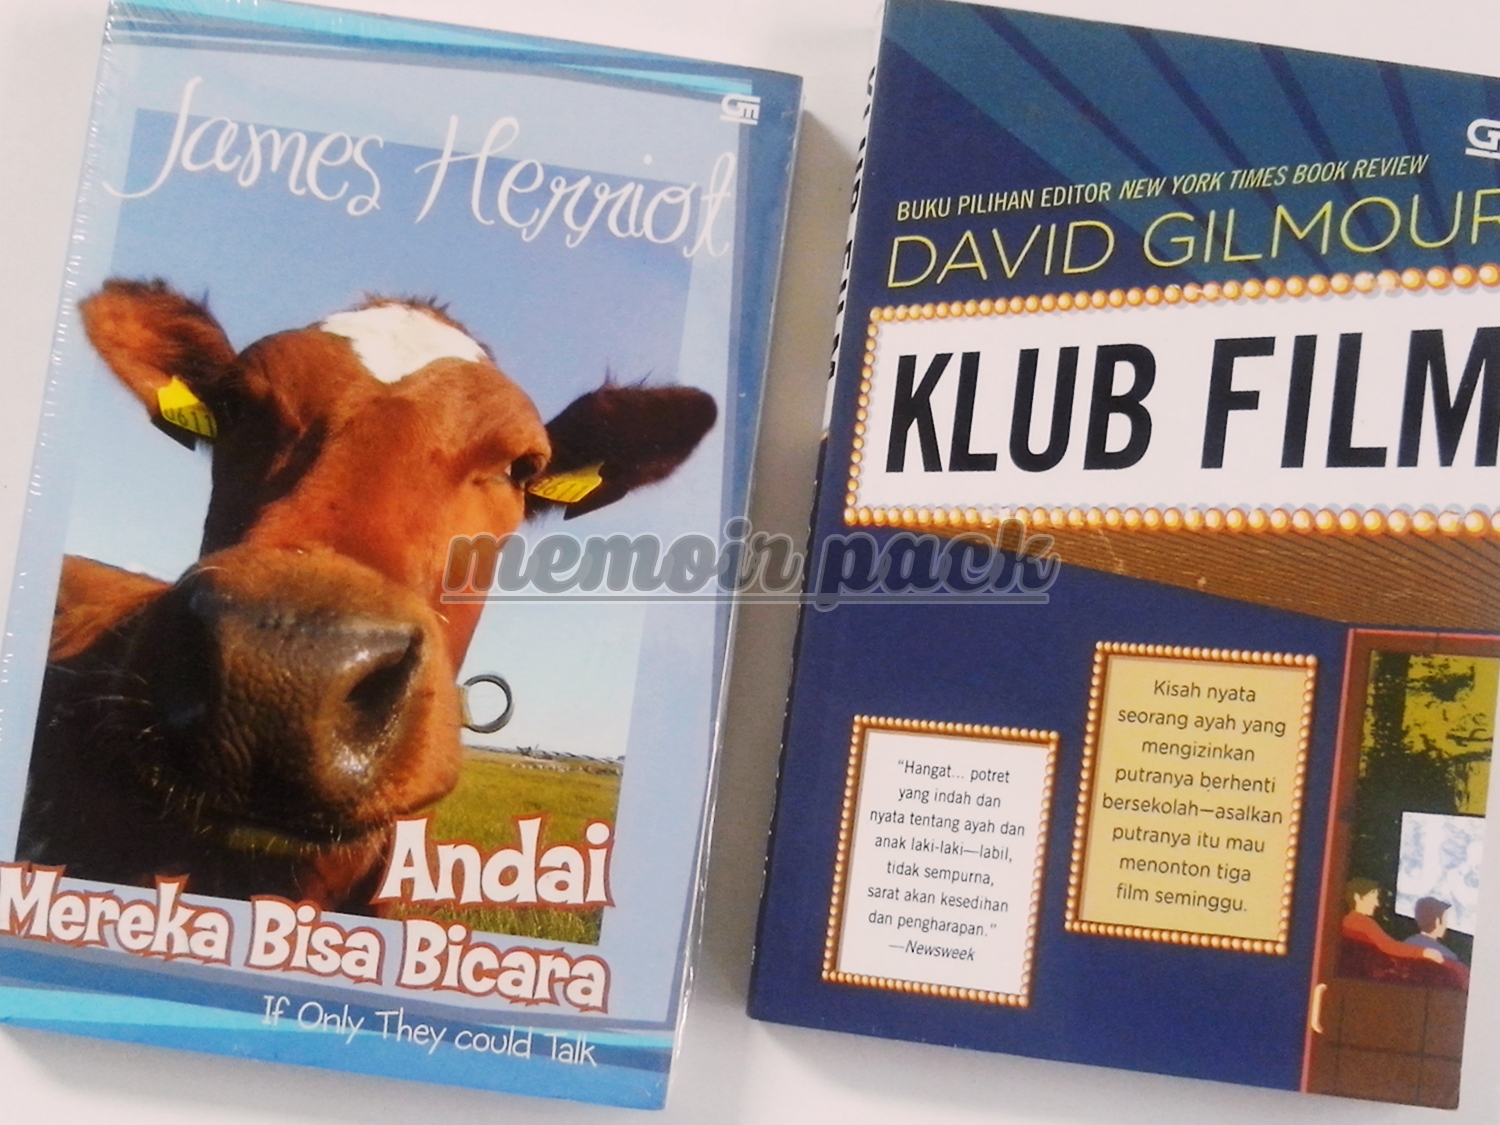 James Herriot
Gm
0617
0617
Andai
Mereka Bisa Bicara
If Only They could Talk
memoir pack
BUKU PILIHAN EDITOR NEW YORK TIMES BOOK REVIEW
DAVID GILMOUR
KLUB FILM
Kisah nyata
seorang ayah yang
mengizinkan
putranya berhenti
bersekolah—asalkan
putranya itu mau
menonton tiga
film seminggu.
“Hangat... potret
yang indah dan
nyata tentang ayah dan
anak laki-laki—labil,
tidak sempurna,
sarat akan kesedihan
dan pengharapan.”
—Newsweek